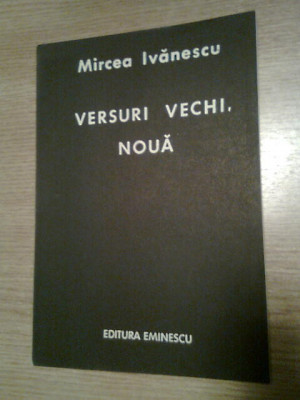 Mircea Ivănescu
VERSURI VECHI,
NOUĂ
EDITURA EMINESCU